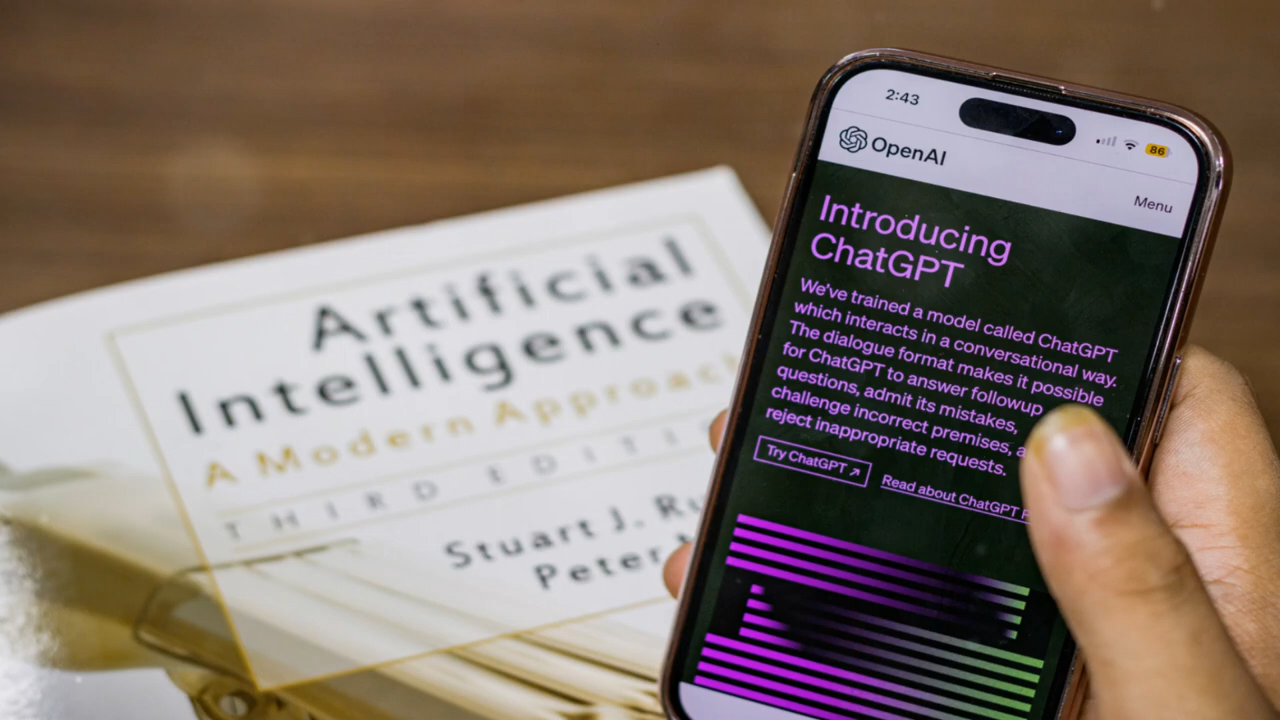 Artificial
Intelligence
A Modern Approach
THIRD EDITI
Stuart J. Ru
Peter
2:43
86
OpenAI
Menu
Introducing
ChatGPT
We've trained a model called ChatGPT
which interacts in a conversational way.
The dialogue format makes it possible
for ChatGPT to answer followup
questions, admit its mistakes,
challenge incorrect premises, a
reject inappropriate requests.
Try ChatGPT ↗
Read about ChatGPT